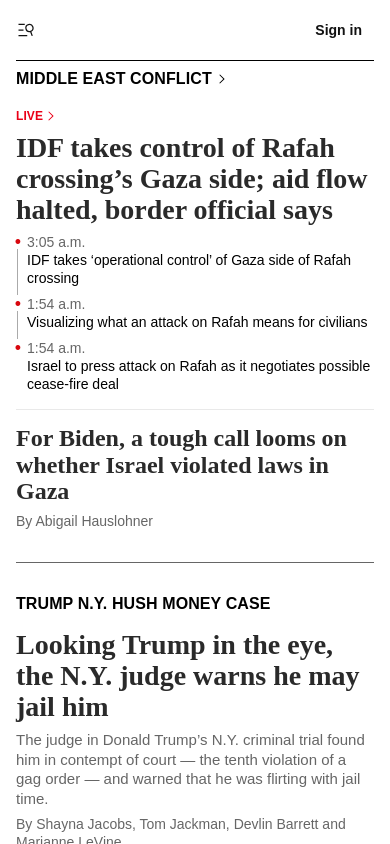 Sign in
MIDDLE EAST CONFLICT
LIVE
IDF takes control of Rafah
crossing’s Gaza side; aid flow
halted, border official says
3:05 a.m.
IDF takes ‘operational control’ of Gaza side of Rafah
crossing
1:54 a.m.
Visualizing what an attack on Rafah means for civilians
1:54 a.m.
Israel to press attack on Rafah as it negotiates possible
cease-fire deal
For Biden, a tough call looms on
whether Israel violated laws in
Gaza
By Abigail Hauslohner
TRUMP N.Y. HUSH MONEY CASE
Looking Trump in the eye,
the N.Y. judge warns he may
jail him
The judge in Donald Trump’s N.Y. criminal trial found
him in contempt of court — the tenth violation of a
gag order — and warned that he was flirting with jail
time.
By Shayna Jacobs, Tom Jackman, Devlin Barrett and
Marianne LeVine